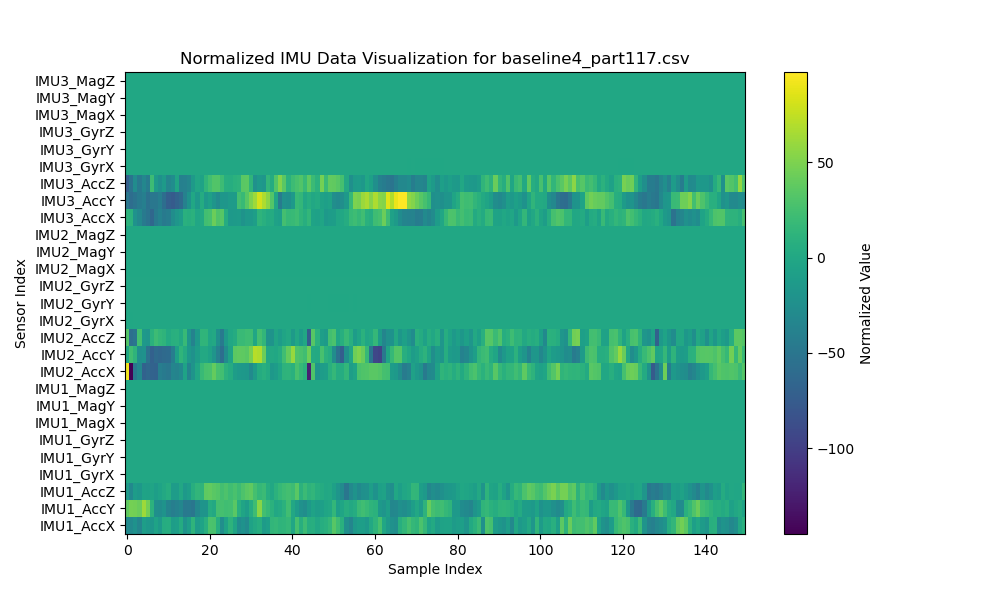 Normalized IMU Data Visualization for baseline4_part117.csv
Sensor Index
IMU3_MagZ
IMU3_MagY
IMU3_MagX
IMU3_GyrZ
IMU3_GyrY
IMU3_GyrX
IMU3_AccZ
IMU3_AccY
IMU3_AccX
IMU2_MagZ
IMU2_MagY
IMU2_MagX
IMU2_GyrZ
IMU2_GyrY
IMU2_GyrX
IMU2_AccZ
IMU2_AccY
IMU2_AccX
IMU1_MagZ
IMU1_MagY
IMU1_MagX
IMU1_GyrZ
IMU1_GyrY
IMU1_GyrX
IMU1_AccZ
IMU1_AccY
IMU1_AccX
0 20 40 60 80 100 120 140
Sample Index
50
0
−50
−100
Normalized Value